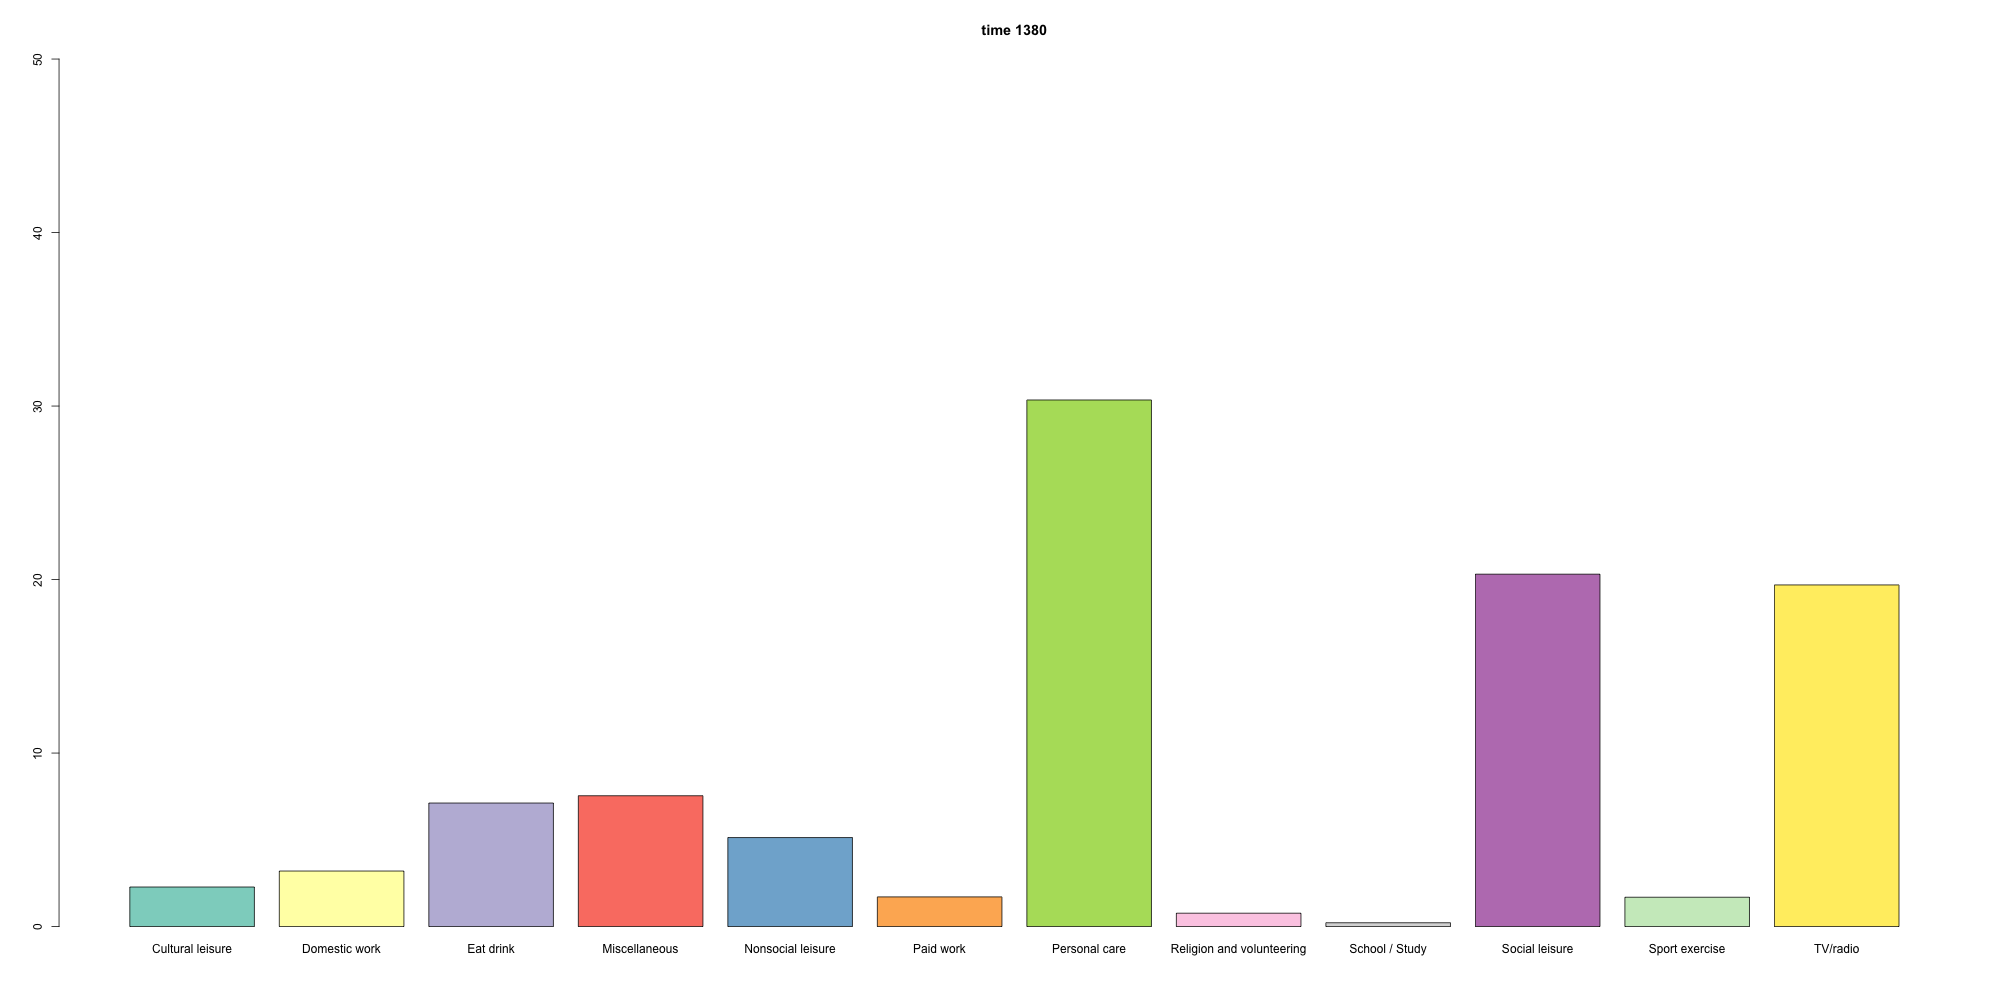 time 1380
50
40
30
20
10
0
Cultural leisure
Domestic work
Eat drink
Miscellaneous
Nonsocial leisure
Paid work
Personal care
Religion and volunteering
School / Study
Social leisure
Sport exercise
TV/radio